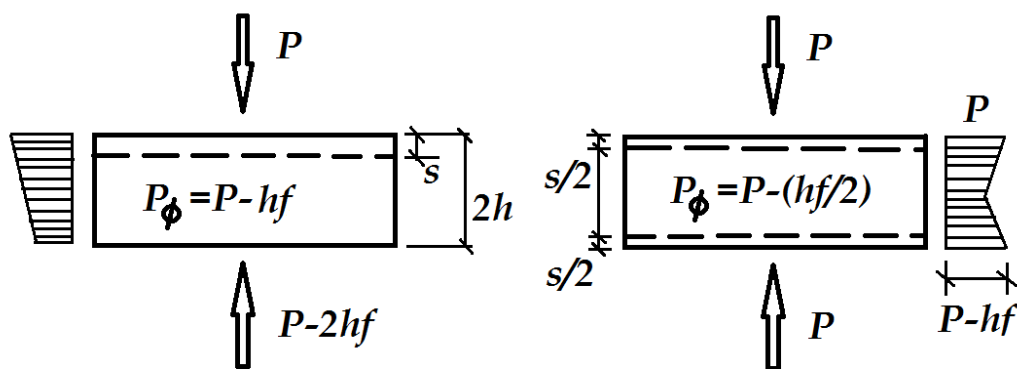 P
s
P_ϕ=P-hf
2h
P-2hf
P
P
s/2
P_ϕ=P-(hf/2)
s/2
P-hf
P